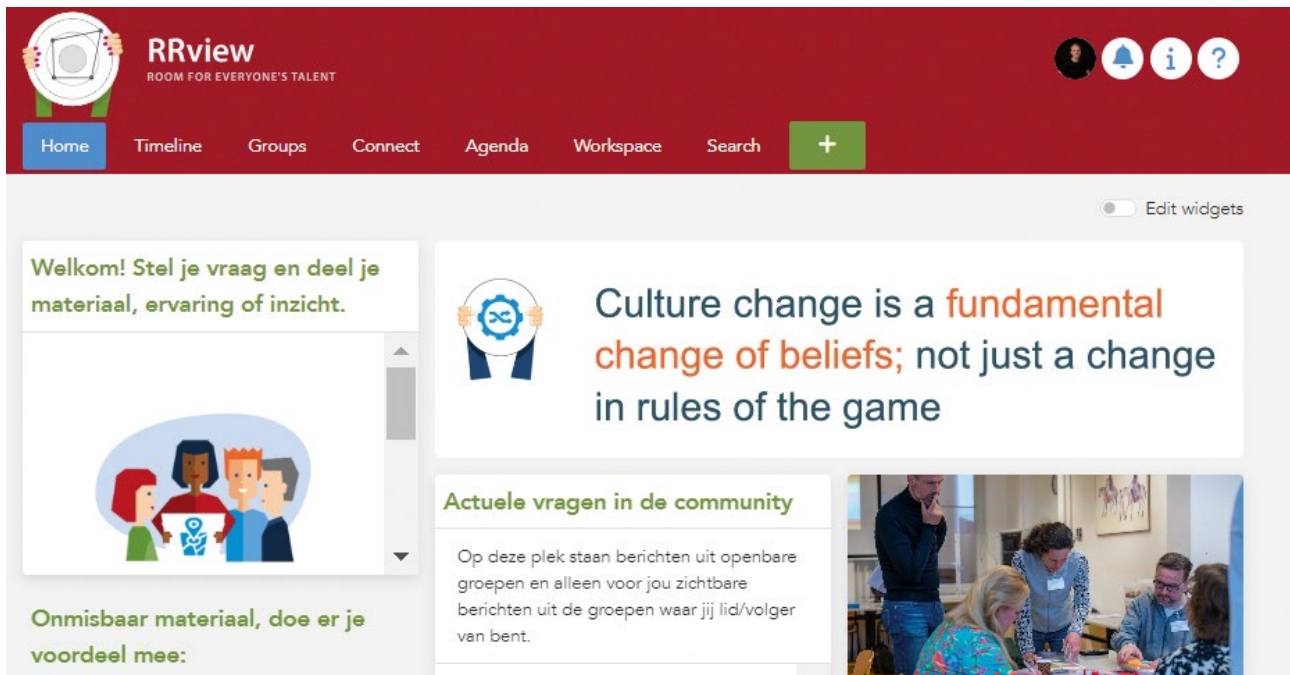 RRview
ROOM FOR EVERYONE'S TALENT
Home Timeline Groups Connect Agenda Workspace Search +
Edit widgets
Welkom! Stel je vraag en deel je
materiaal, ervaring of inzicht.
Culture change is a fundamental
change of beliefs; not just a change
in rules of the game
Actuele vragen in de community
Op deze plek staan berichten uit openbare
groepen en alleen voor jou zichtbare
berichten uit de groepen waar jij lid/volger
van bent.
Onmisbaar materiaal, doe er je
voordeel mee: